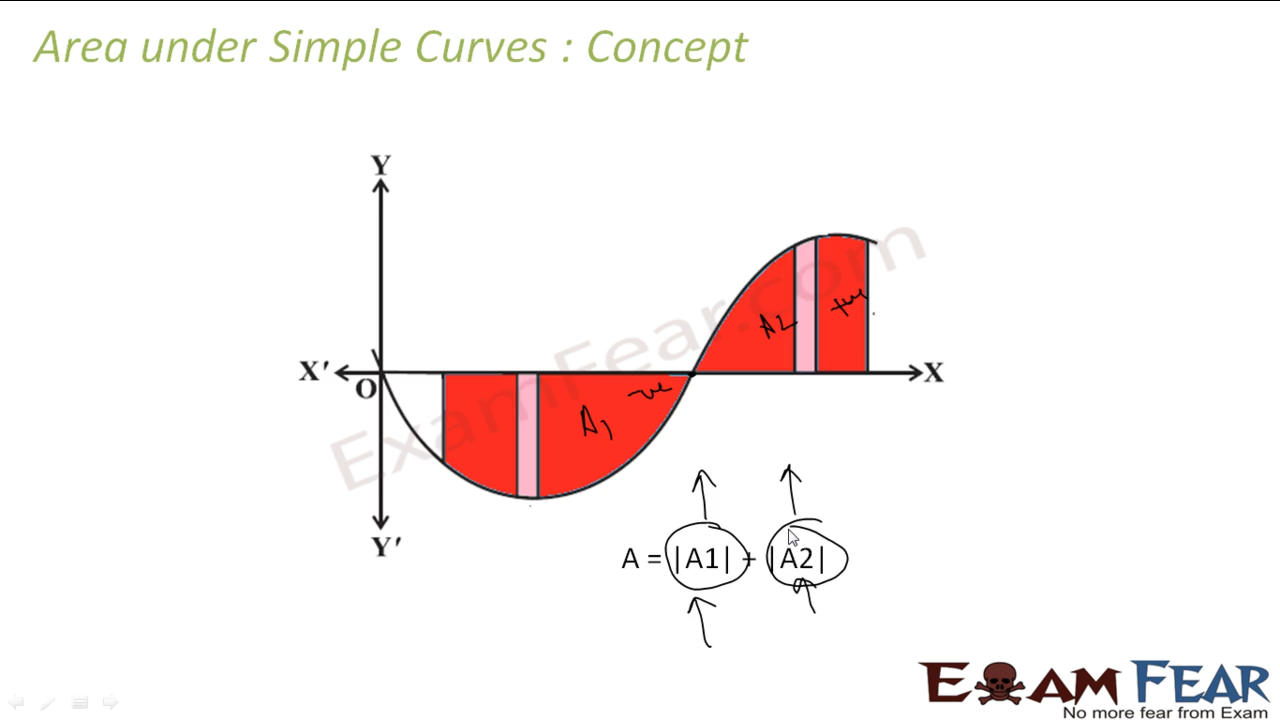 Area under Simple Curves : Concept
Y
ExamFear.com
X′
X
O
A2
+ve
-ve
A1
Y′
A = |A1| + |A2|
EXAM FEAR
No more fear from Exam